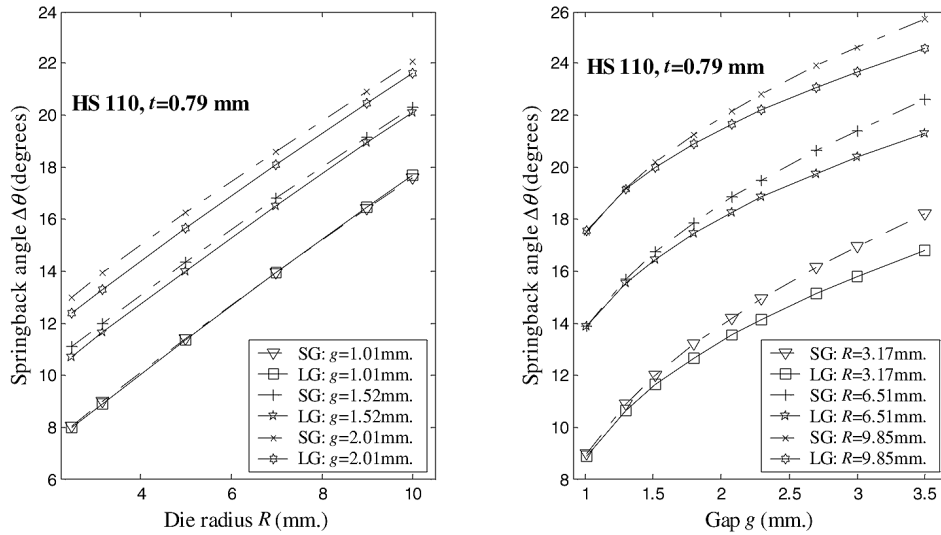 24
22
20
18
16
14
12
10
8
6
Springback angle Δθ (degrees)
HS 110, t=0.79 mm
SG: g=1.01mm.
LG: g=1.01mm.
SG: g=1.52mm.
LG: g=1.52mm.
SG: g=2.01mm.
LG: g=2.01mm.
4 6 8 10
Die radius R (mm.)
26
24
22
20
18
16
14
12
10
8
Springback angle Δθ (degrees)
HS 110, t=0.79 mm
SG: R=3.17mm.
LG: R=3.17mm.
SG: R=6.51mm.
LG: R=6.51mm.
SG: R=9.85mm.
LG: R=9.85mm.
1 1.5 2 2.5 3 3.5
Gap g (mm.)